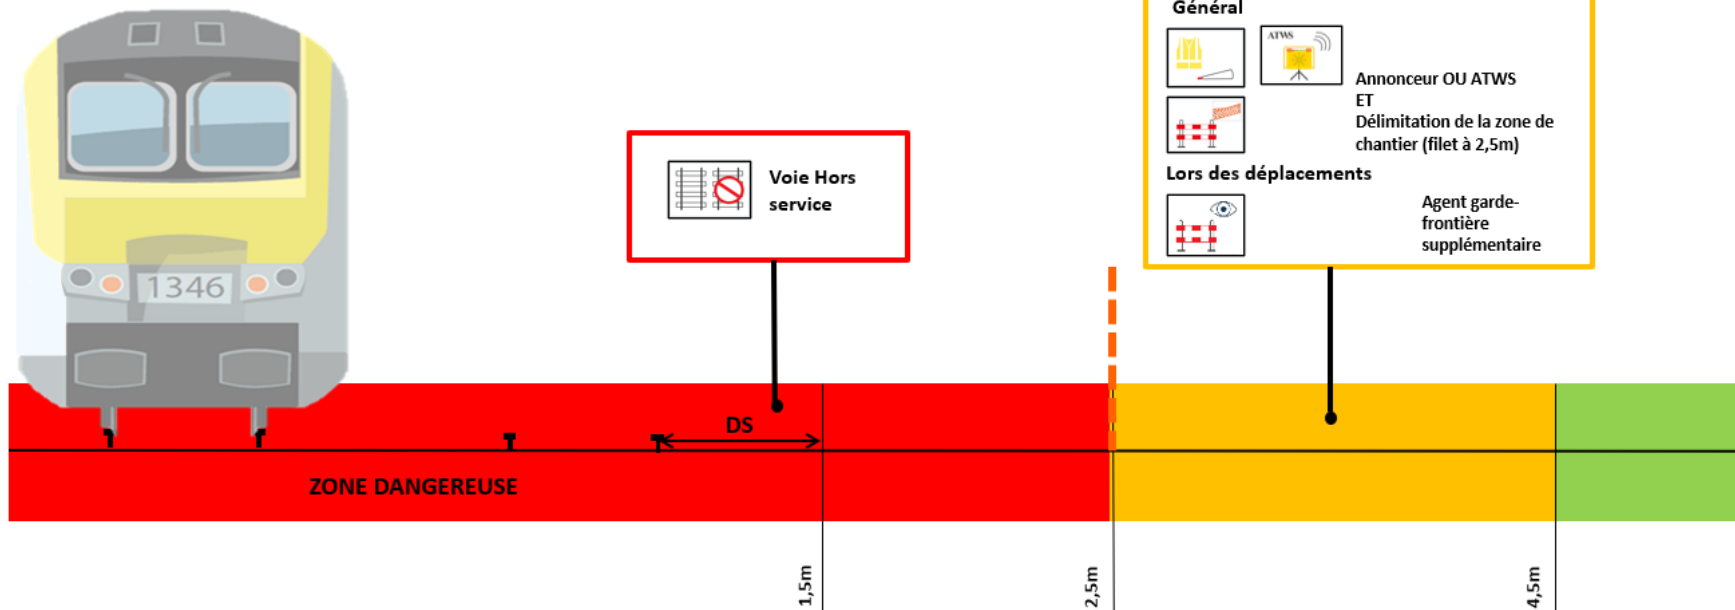 Général
ATWS
Annonceur OU ATWS
ET
Délimitation de la zone de
chantier (filet à 2,5m)
Lors des déplacements
Agent garde-
frontière
supplémentaire
Voie Hors
service
1346
DS
ZONE DANGEREUSE
1,5m
2,5m
4,5m